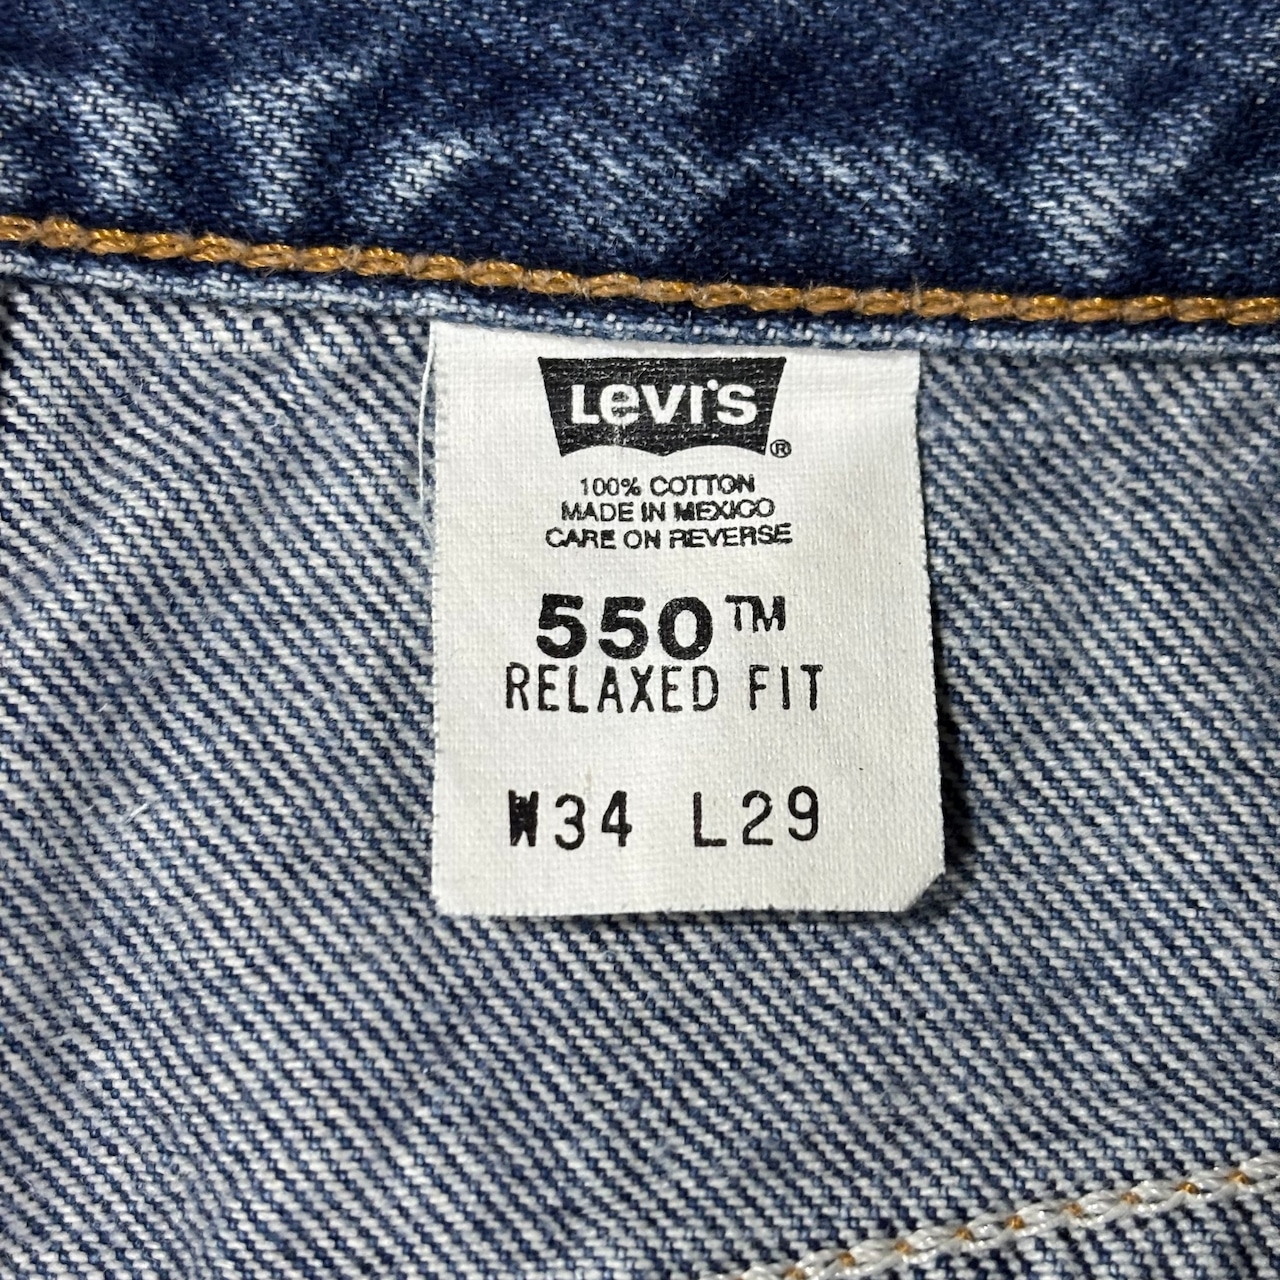 Levi's®
100% COTTON
MADE IN MEXICO
CARE ON REVERSE
550™
RELAXED FIT
W34 L29